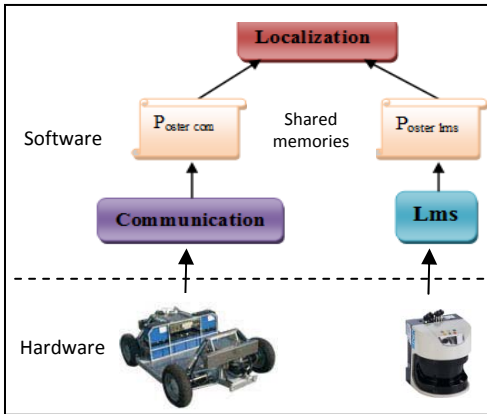 Localization
Poster com
Shared
memories
Poster lms
Software
Communication
Lms
Hardware